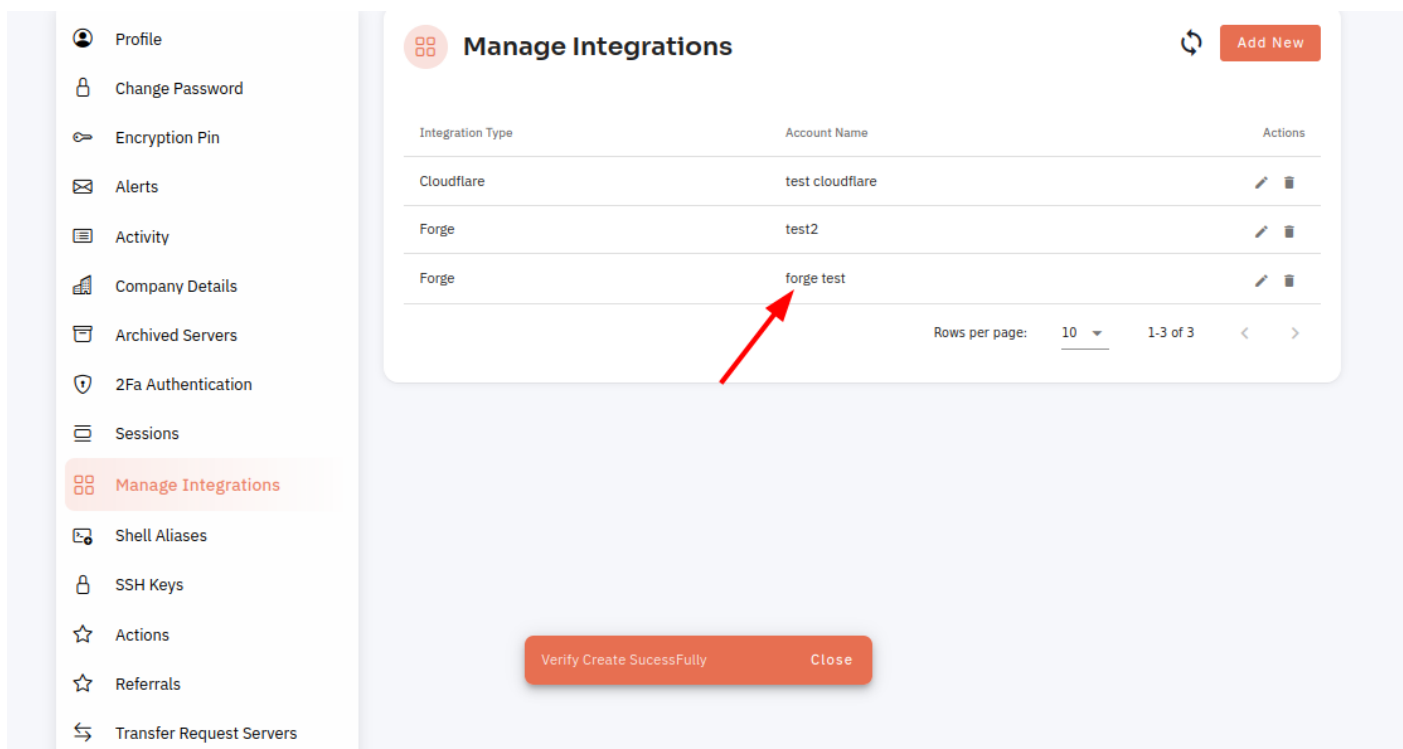 Profile
Change Password
Encryption Pin
Alerts
Activity
Company Details
Archived Servers
2Fa Authentication
Sessions
Manage Integrations
Shell Aliases
SSH Keys
Actions
Referrals
Transfer Request Servers
Manage Integrations
Add New
Integration Type Account Name Actions
Cloudflare test cloudflare
Forge test2
Forge forge test
Rows per page: 10 1-3 of 3
Verify Create SucessFully Close